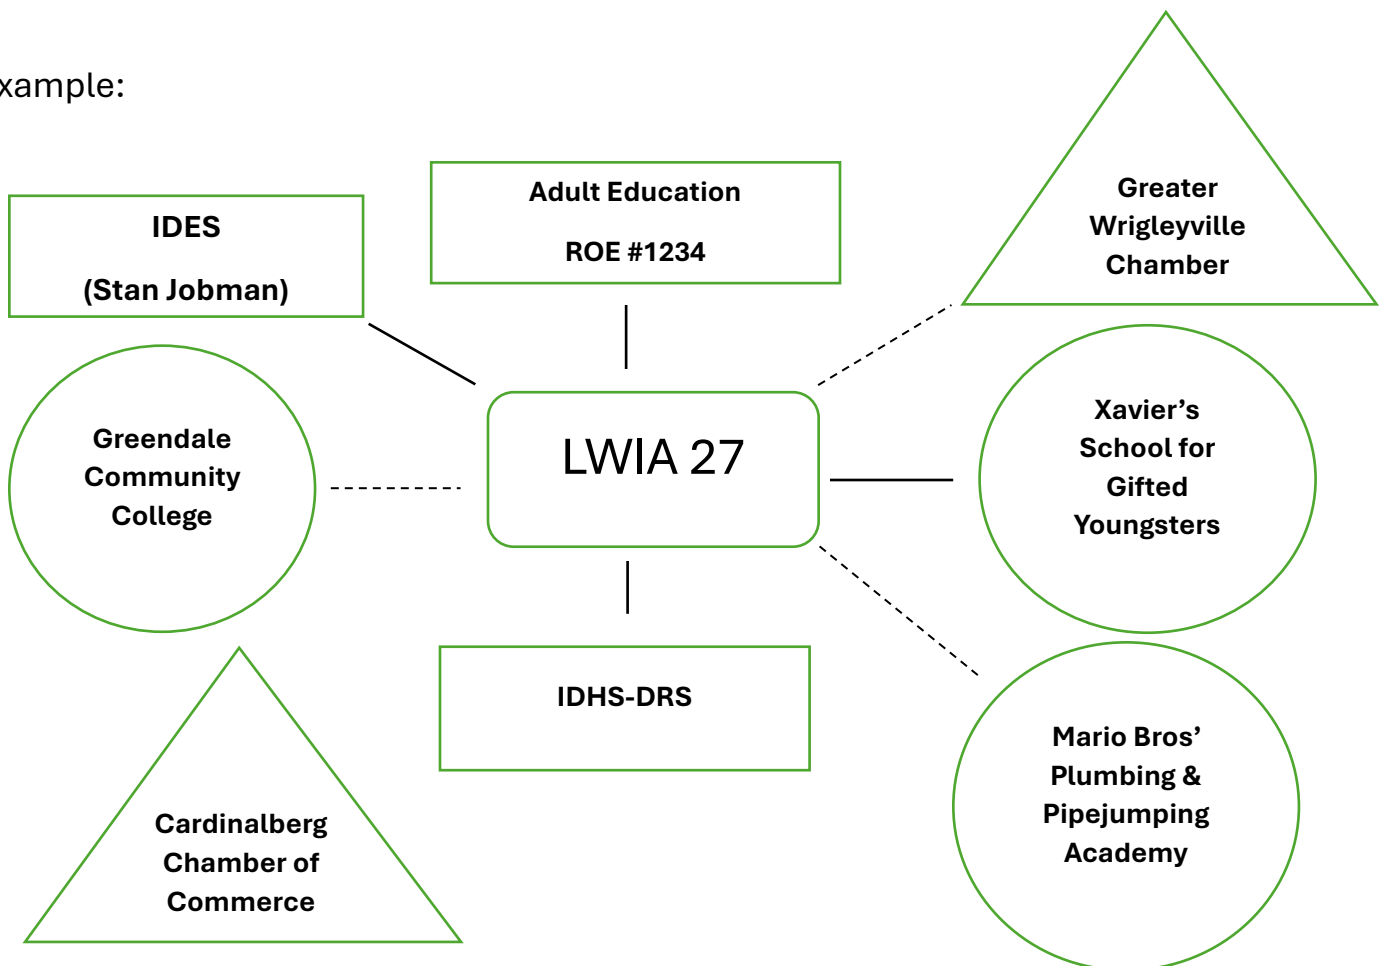 xample:
Adult Education
ROE #1234
IDES
(Stan Jobman)
Greater
Wrigleyville
Chamber
Greendale
Community
College
LWIA 27
Xavier’s
School for
Gifted
Youngsters
IDHS-DRS
Cardinalberg
Chamber of
Commerce
Mario Bros’
Plumbing &
Pipejumping
Academy